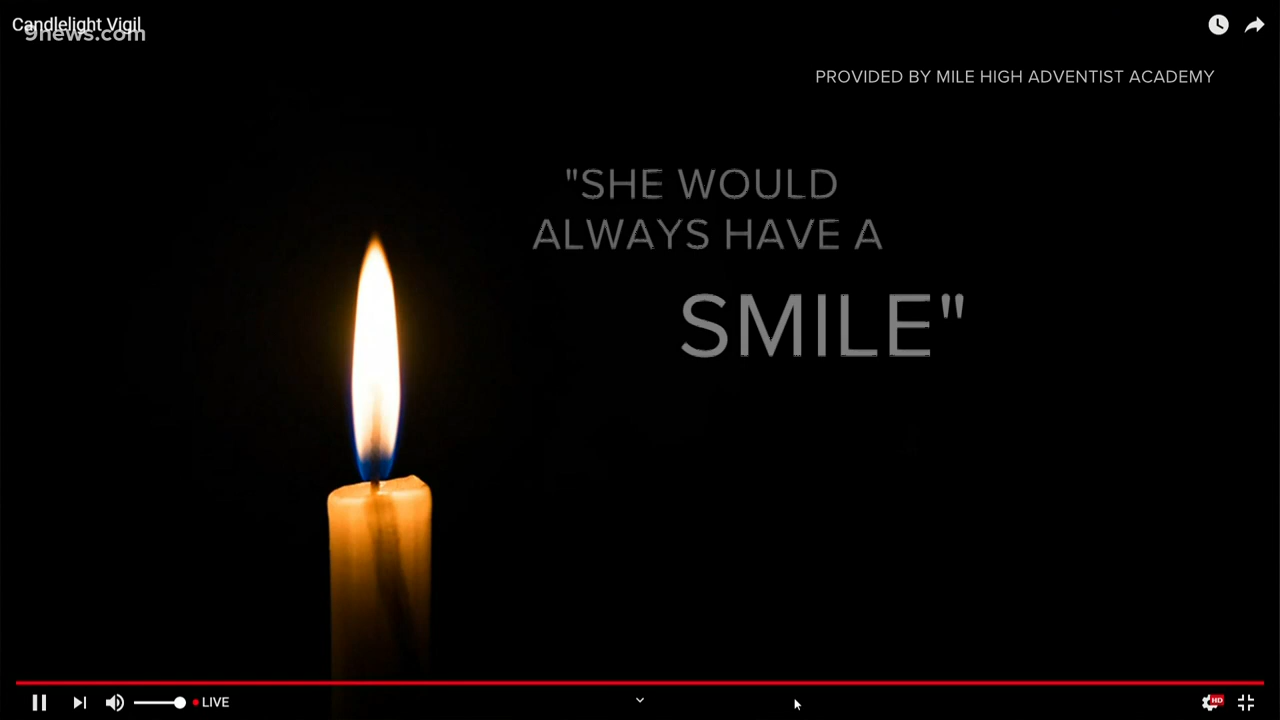 Candlelight Vigil
9news.com
PROVIDED BY MILE HIGH ADVENTIST ACADEMY
"SHE WOULD
ALWAYS HAVE A
SMILE"
LIVE
HD